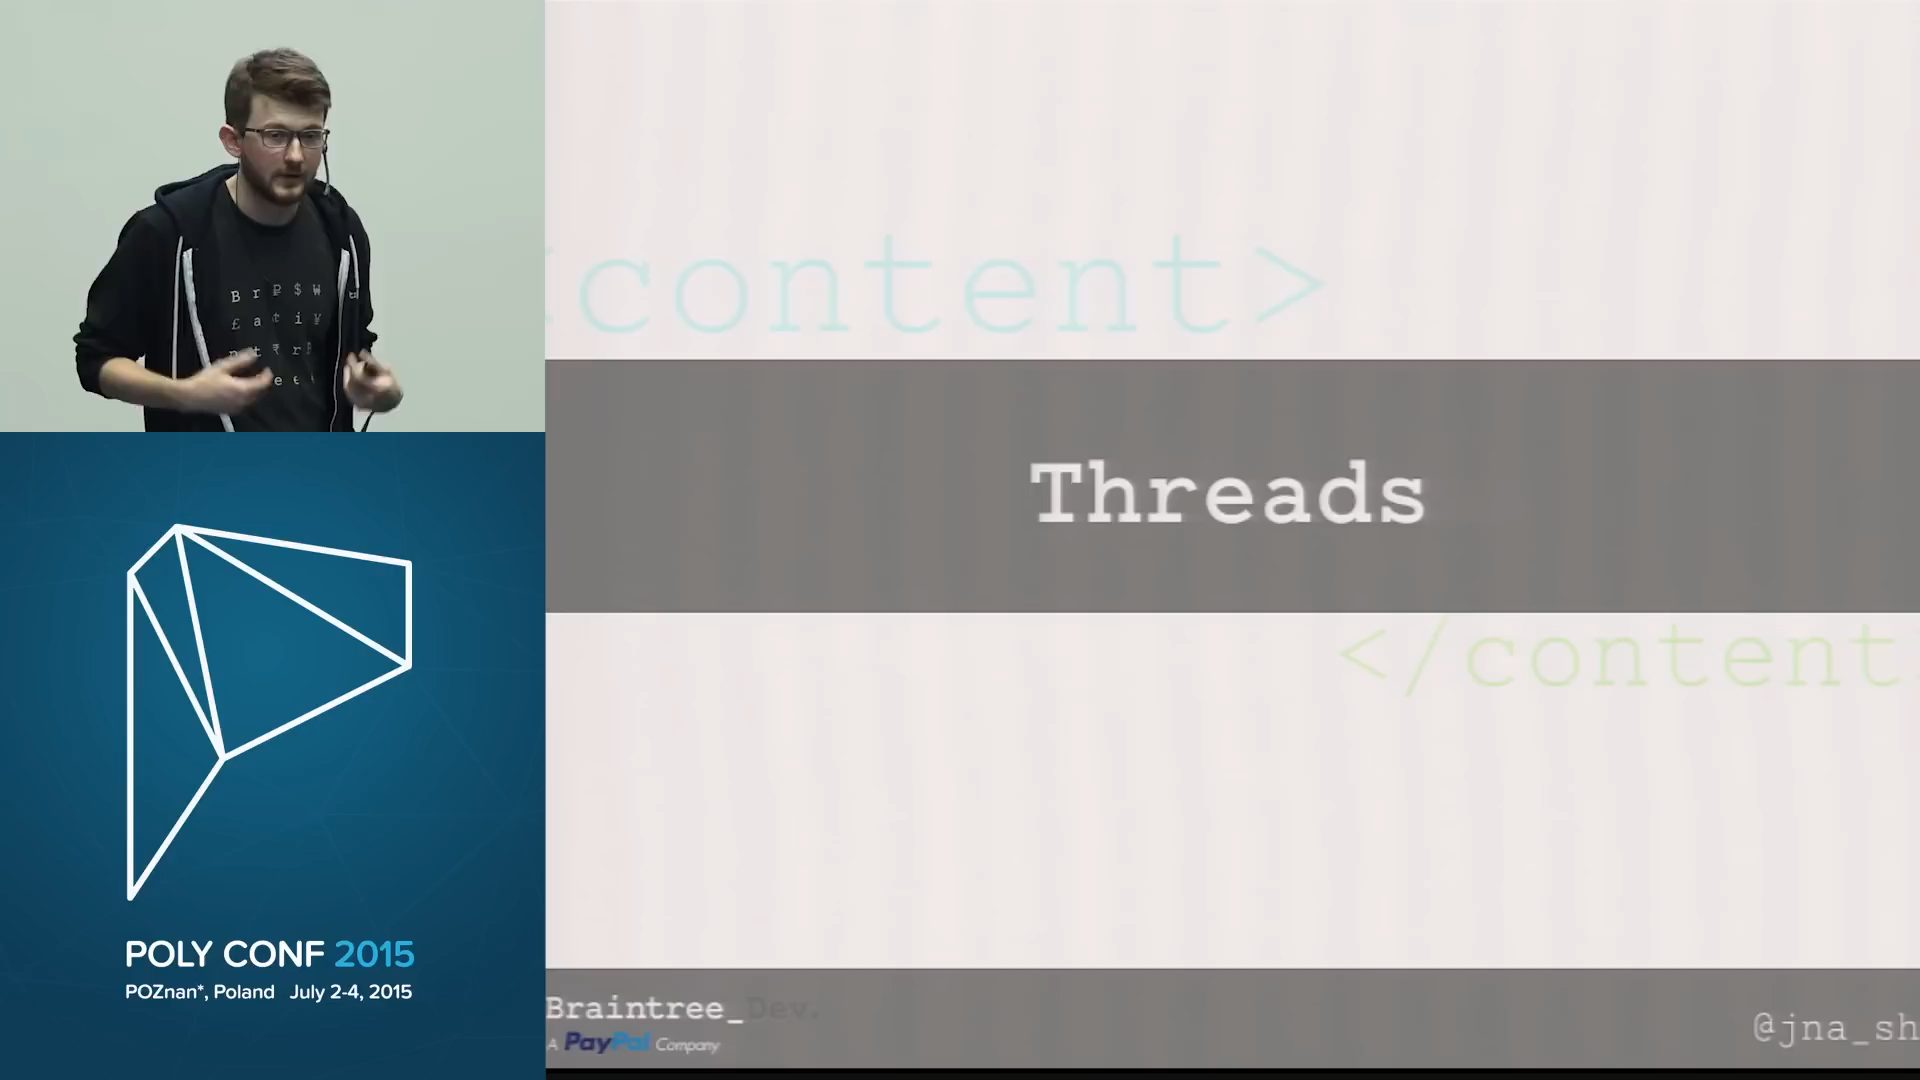 B r ₽ $ W
£ a i ¥
t ₹ r
e €
<content>
Threads
</content
POLY CONF 2015
POZnan*, Poland July 2-4, 2015
Braintree_Dev.
A PayPal Company
@jna_sh